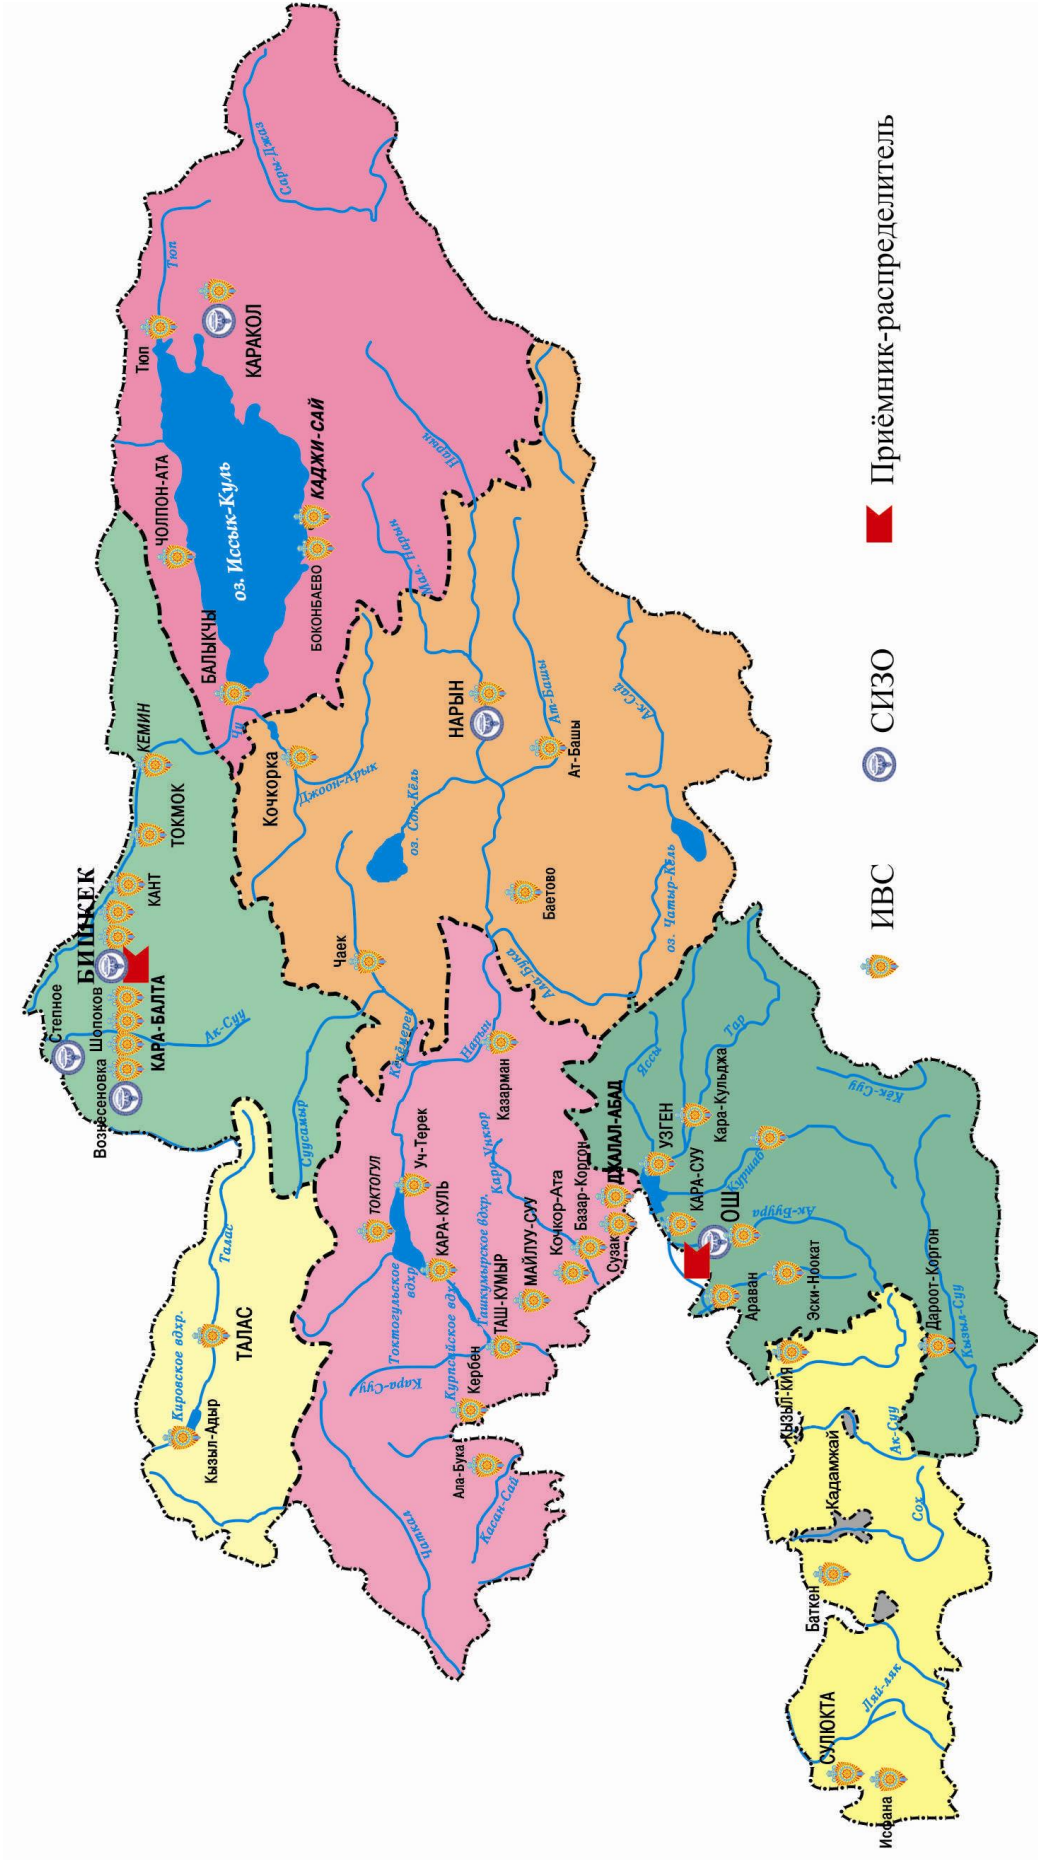 Степное
БИШКЕК
Вознесеновка
Шопоков
КАРА-БАЛТА
КАНТ
ТОКМОК
КЕМИН
Чу
Ак-Суу
Суусамыр
ЧОЛПОН-АТА
Тюп
Тюп
БАЛЫКЧЫ
оз. Иссык-Куль
КАРАКОЛ
БОКОНБАЕВО
КАДЖИ-САЙ
Сары-Джаз
Кировское вдхр.
Талас
Кызыл-Адыр
ТАЛАС
Кочкорка
Джоон-Арык
Чаек
оз. Сон-Кёль
НАРЫН
Мал. Нарын
Нарын
Ат-Башы
Ат-Башы
Ак-Сай
Баетово
Ала-Бука
оз. Чатыр-Кёль
Кёкёмерен
Нарын
Казарман
ТОКТОГУЛ
Уч-Терек
Токтогульское
вдхр.
КАРА-КУЛЬ
Кара-Суу
Курпсайское вдх.
Ташкумырское вдхр.
Кара-Ункюр
Чаткал
Кербен
ТАШ-КУМЫР
МАЙЛУУ-СУУ
Ала-Бука
Касан-Сай
Кочкор-Ата
Базар-Коргон
Сузак
ДЖАЛАЛ-АБАД
Яссы
Тар
УЗГЕН
КАРА-СУУ
Кара-Кульджа
ОШ
Куршаб
Ак-Буура
Кёк-Суу
Араван
Эски-Ноокат
Дароот-Коргон
Кызыл-Суу
КЫЗЫЛ-КИЯ
Кадамжай
Ак-Суу
Сох
Баткен
СУЛЮКТА
Ляй-ляк
Исфана
ИВС
СИЗО
Приёмник-распределитель